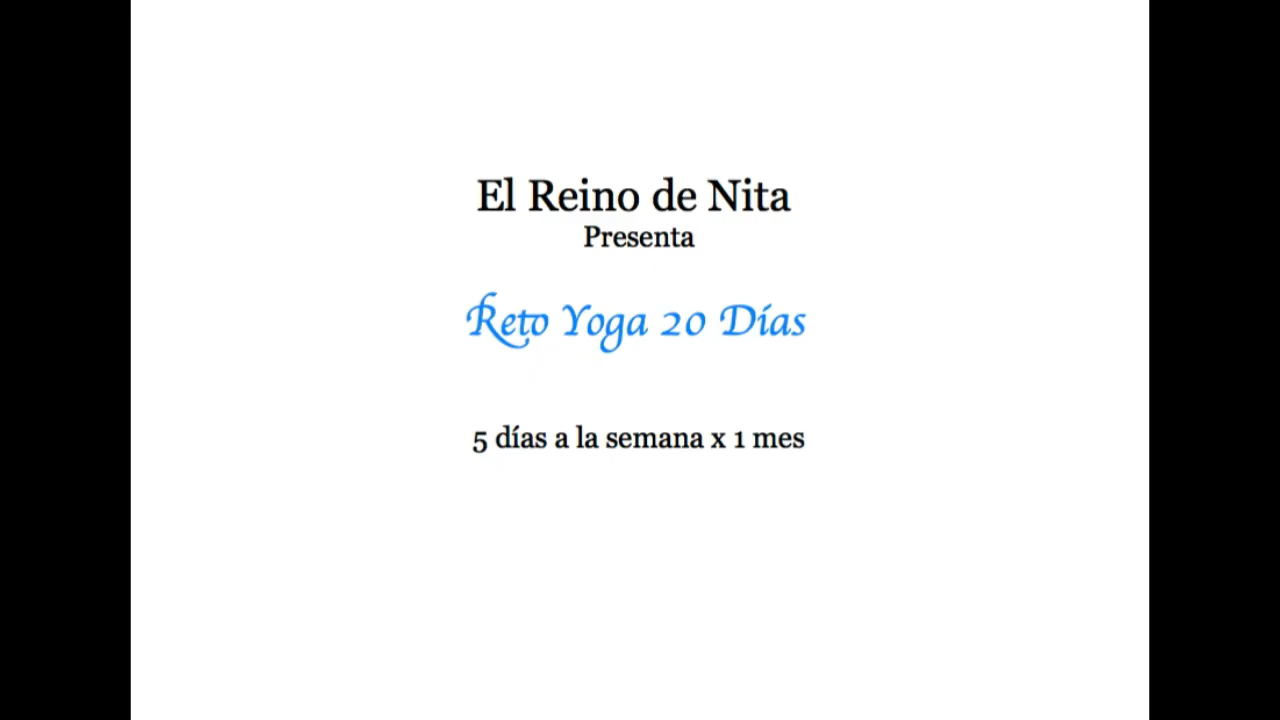 El Reino de Nita
Presenta
Reto Yoga 20 Días
5 días a la semana x 1 mes